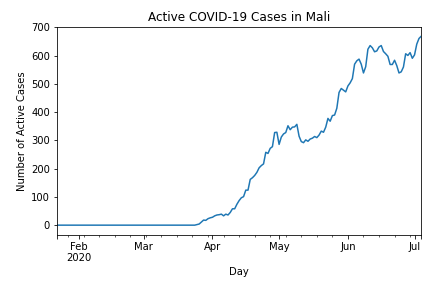 Active COVID-19 Cases in Mali
700
600
500
400
300
200
100
0
Number of Active Cases
Feb Mar Apr May Jun Jul
2020
Day